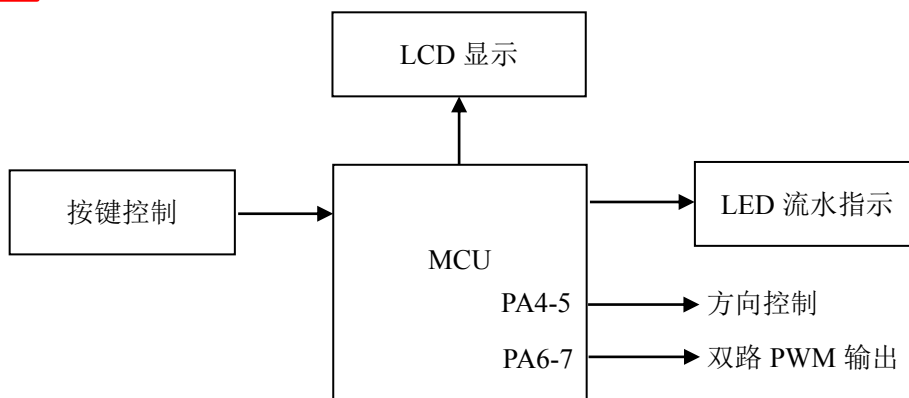 LCD 显示
按键控制
LED 流水指示
MCU
PA4-5
方向控制
PA6-7
双路 PWM 输出